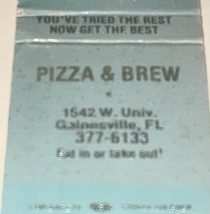 YOU'VE TRIED THE REST
NOW GET THE BEST
PIZZA & BREW
1542 W. Univ.
Gainesville, FL
377-6133
Eat in or take out!